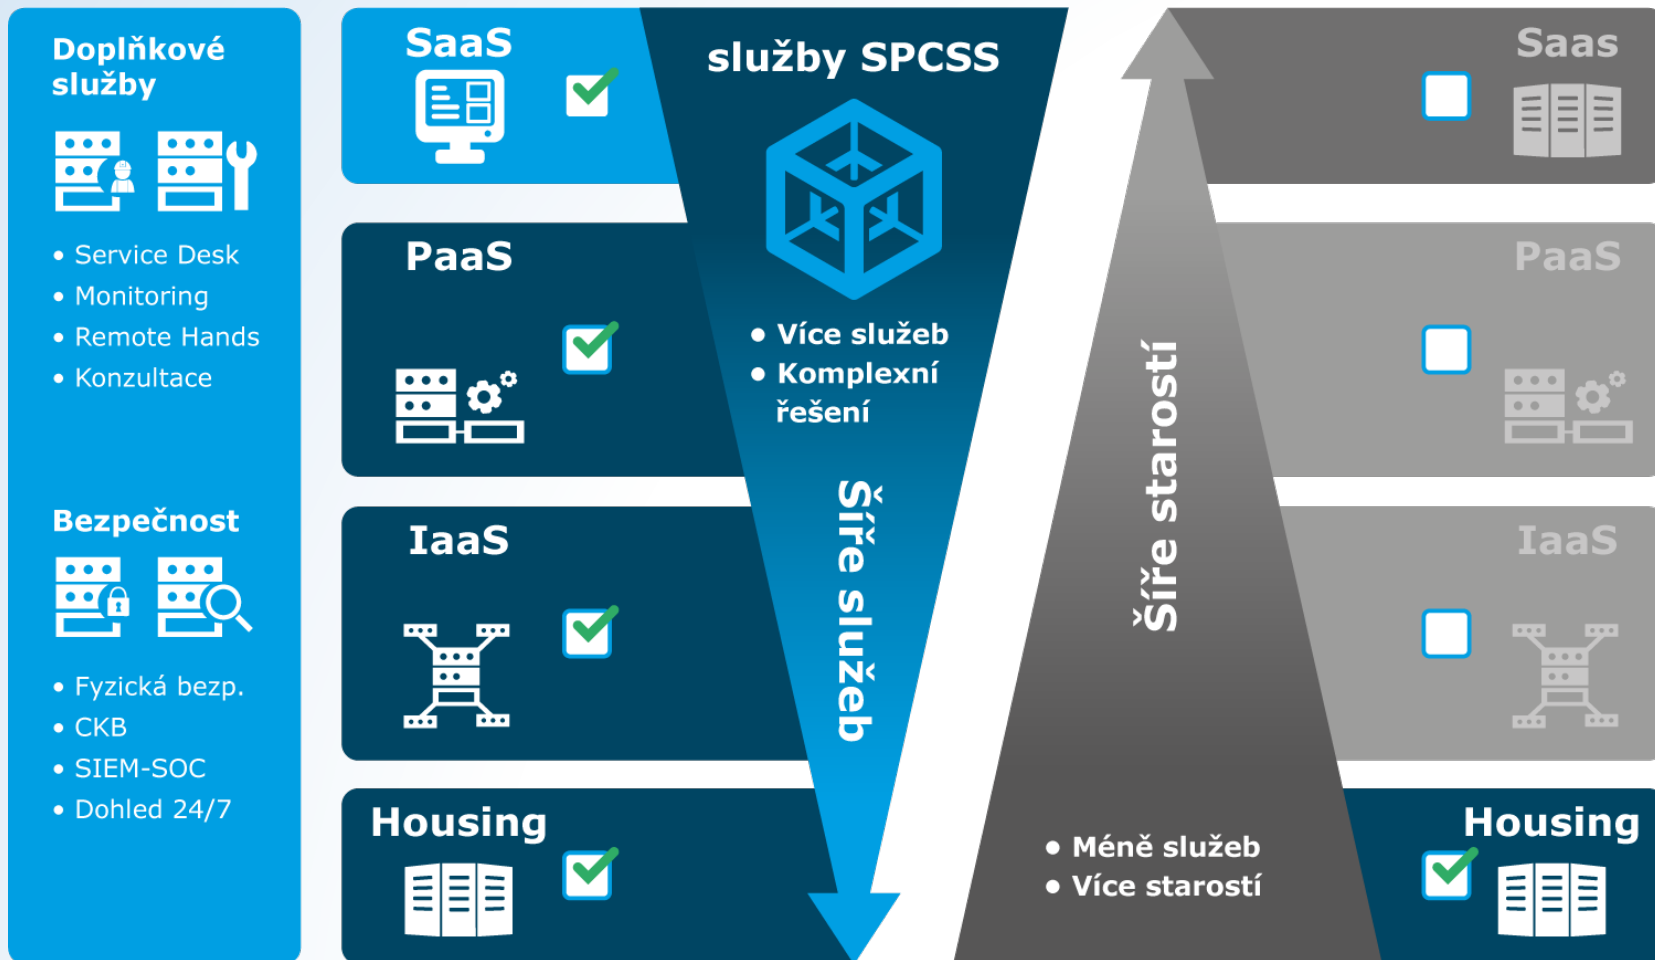 Doplňkové
služby
• Service Desk
• Monitoring
• Remote Hands
• Konzultace
Bezpečnost
• Fyzická bezp.
• CKB
• SIEM-SOC
• Dohled 24/7
SaaS
PaaS
IaaS
Housing
služby SPCSS
• Více služeb
• Komplexní
řešení
Šíře služeb
Šíře starostí
• Méně služeb
• Více starostí
Saas
PaaS
IaaS
Housing